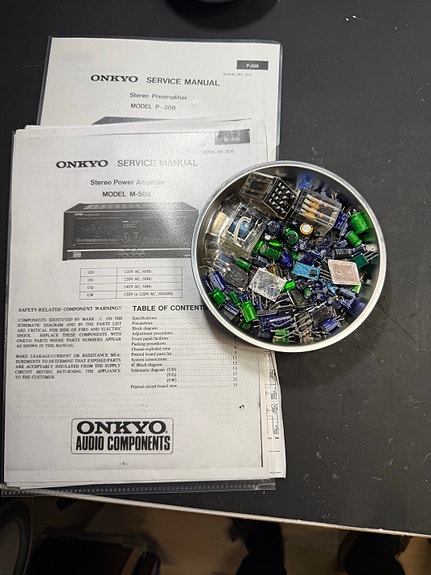 P-308
ONKYO SERVICE MANUAL
Stereo Preamplifier
MODEL P-308
ONKYO SERVICE MANUAL
Stereo Power Amplifier
MODEL M-508
UD 120V AC, 60Hz
UG 220V AC, 50Hz
UQ 240V AC, 50Hz
UW 120V or 220V AC, 50/60Hz
SAFETY-RELATED COMPONENT WARNING!!
COMPONENTS IDENTIFIED BY MARK ⚠ ON THE
SCHEMATIC DIAGRAM AND IN THE PARTS LIST
ARE CRITICAL FOR RISK OF FIRE AND ELECTRIC
SHOCK. REPLACE THESE COMPONENTS WITH
ONKYO PARTS WHOSE PARTS NUMBERS APPEAR
AS SHOWN IN THIS MANUAL.
MAKE LEAKAGE-CURRENT OR RESISTANCE MEA-
SUREMENTS TO DETERMINE THAT EXPOSED PARTS
ARE ACCEPTABLY INSULATED FROM THE SUPPLY
CIRCUIT BEFORE RETURNING THE APPLIANCE
TO THE CUSTOMER.
TABLE OF CONTENTS
Specifications
Precautions
Block diagram
Adjustment procedures
Front panel facilities
Packing procedures
Chassis exploded view
Printed board parts list
System connections
IC Block diagram
Schematic diagram (UD)
(UG)
(UW)
Printed circuit board view
ONKYO
AUDIO COMPONENTS